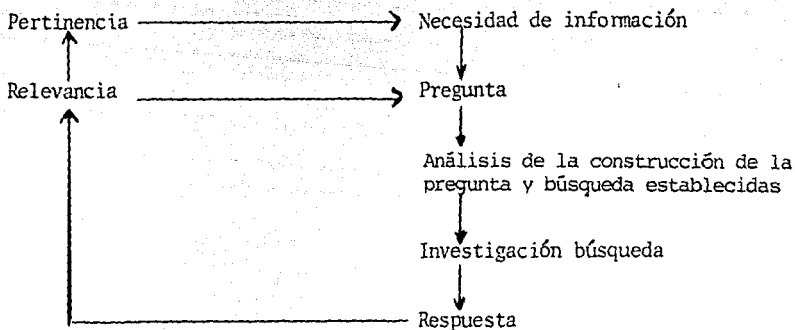 Pertinencia Necesidad de información
Relevancia Pregunta
Análisis de la construcción de la
pregunta y búsqueda establecidas
Investigación búsqueda
Respuesta